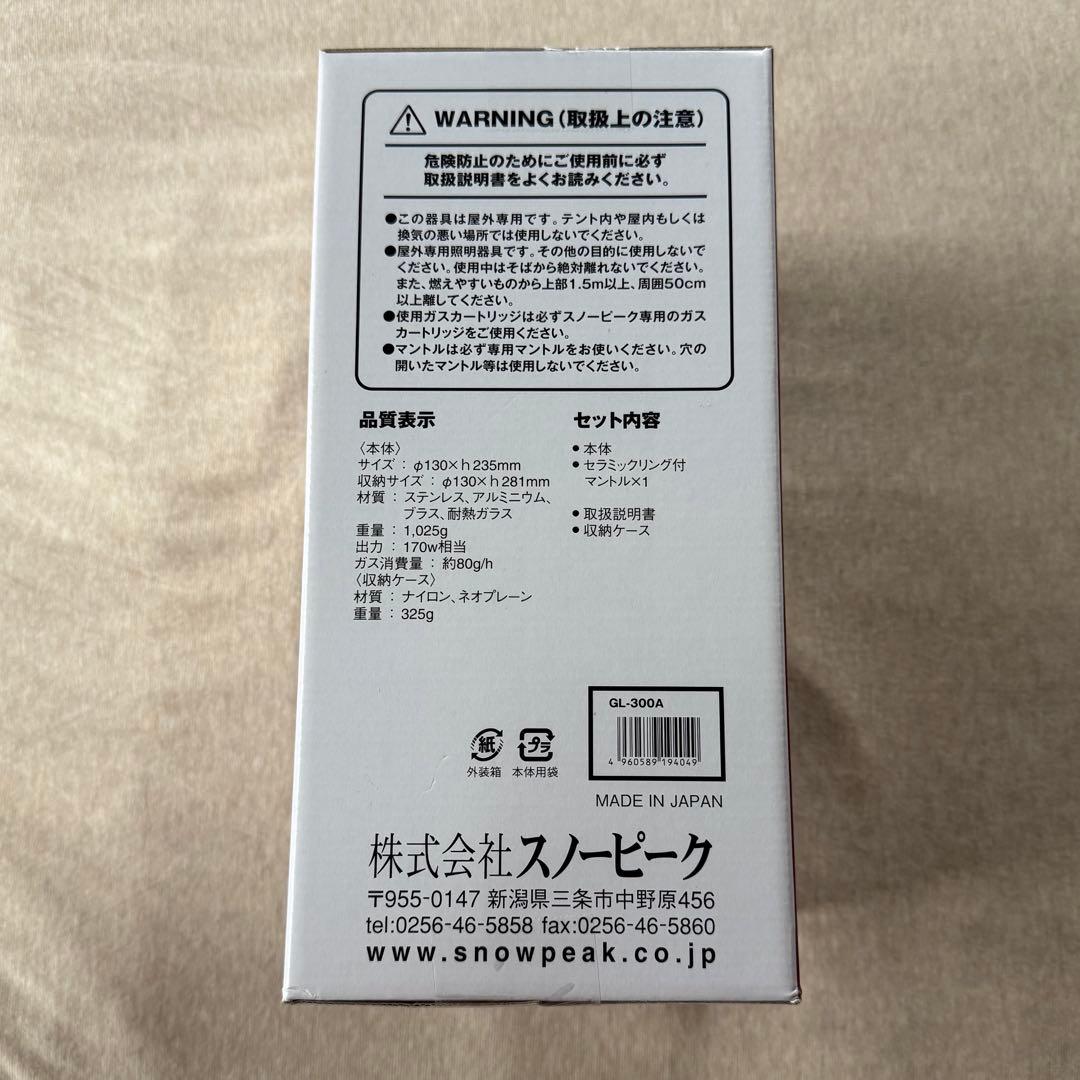 WARNING(取扱上の注意)
危険防止のためにご使用前に必ず
取扱説明書をよくお読みください。
●この器具は屋外専用です。テント内や屋内もしくは
換気の悪い場所では使用しないでください。
●屋外専用照明器具です。その他の目的に使用しないで
ください。使用中はそばから絶対離れないでください。
また、燃えやすいものから上部1.5m以上、周囲50cm
以上離してください。
●使用ガスカートリッジは必ずスノーピーク専用のガス
カートリッジをご使用ください。
●マントルは必ず専用マントルをお使いください。穴の
開いたマントル等は使用しないでください。
品質表示
〈本体〉
サイズ : φ130×h235mm
収納サイズ : φ130×h281mm
材質 : ステンレス、アルミニウム、
ブラス、耐熱ガラス
重量 : 1,025g
出力 : 170w相当
ガス消費量 : 約80g/h
〈収納ケース〉
材質 : ナイロン、ネオプレーン
重量 : 325g
セット内容
● 本体
● セラミックリング付
マントル×1
● 取扱説明書
● 収納ケース
紙
外装箱
プラ
本体用袋
GL-300A
4 960589 194049
MADE IN JAPAN
株式会社スノーピーク
〒955-0147 新潟県三条市中野原456
tel:0256-46-5858 fax:0256-46-5860
www.snowpeak.co.jp